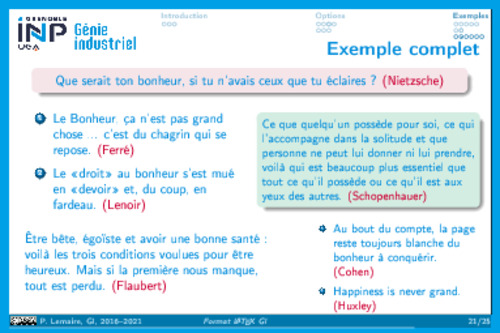 GRENOBLE
INP
UGA
Génie
industriel
Introduction
Options
Exemples
Exemple complet
Que serait ton bonheur, si tu n'avais ceux que tu éclaires ? (Nietzsche)
1 Le Bonheur, ça n'est pas grand
chose ... c'est du chagrin qui se
repose. (Ferré)
2 Le «droit» au bonheur s'est mué
en «devoir» et, du coup, en
fardeau. (Lenoir)
Être bête, égoïste et avoir une bonne santé :
voilà les trois conditions voulues pour être
heureux. Mais si la première nous manque,
tout est perdu. (Flaubert)
Ce que quelqu'un possède pour soi, ce qui
l'accompagne dans la solitude et que
personne ne peut lui donner ni lui prendre,
voilà qui est beaucoup plus essentiel que
tout ce qu'il possède ou ce qu'il est aux
yeux des autres. (Schopenhauer)
Au bout du compte, la page
reste toujours blanche du
bonheur à conquérir.
(Cohen)
Happiness is never grand.
(Huxley)
P. Lemaire, GI, 2016–2021
Format LATEX GI
21/21